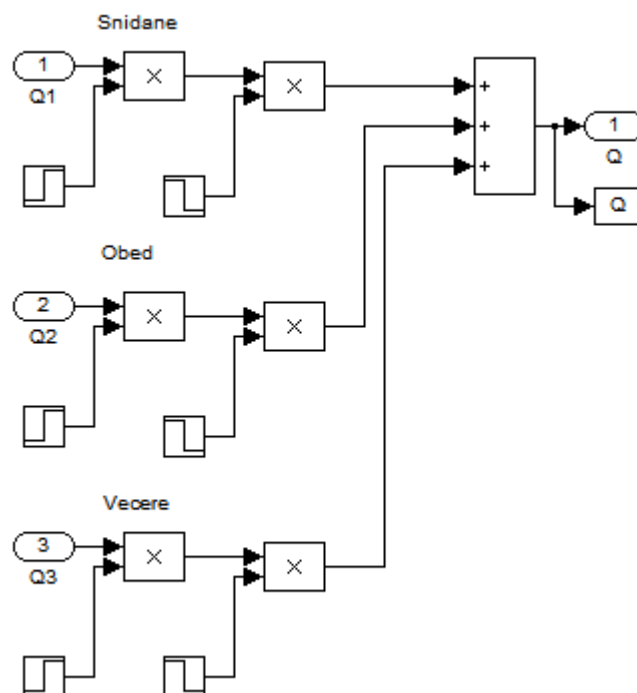 Snidane
1
Q1
×
×
+
+
+
1
Q
Q
Obed
2
Q2
×
×
Vecere
3
Q3
×
×